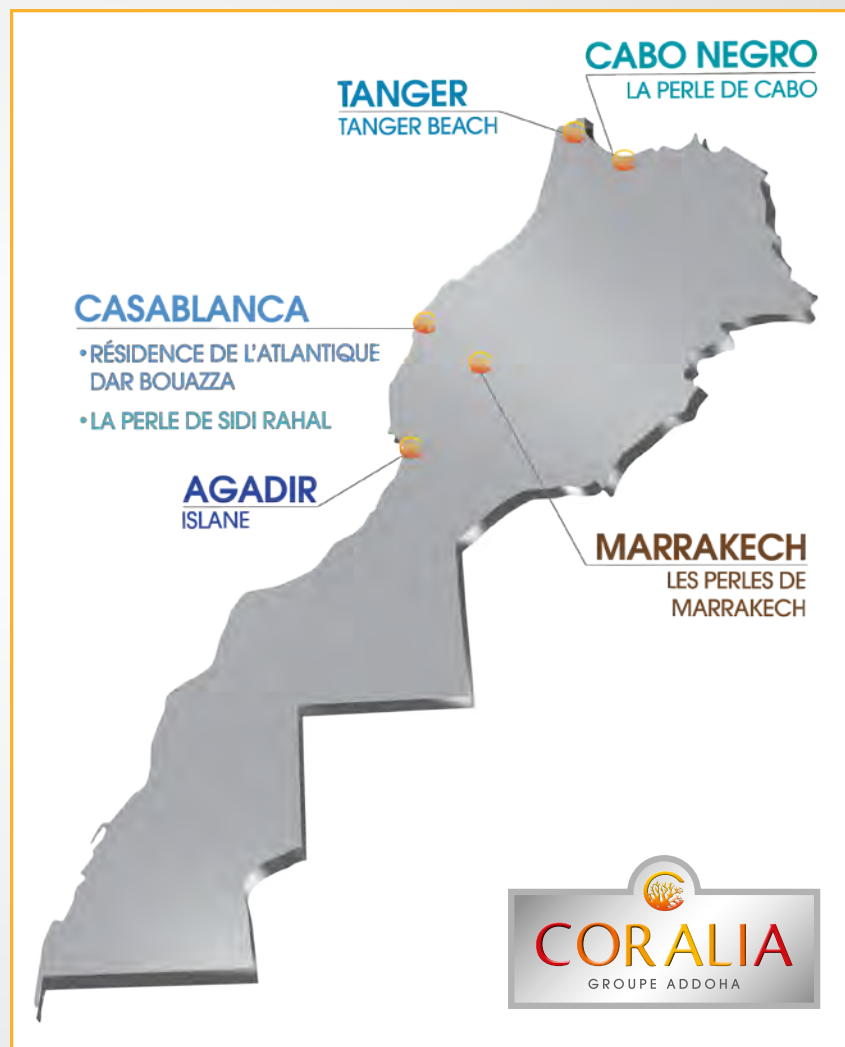 CABO NEGRO
LA PERLE DE CABO
TANGER
TANGER BEACH
CASABLANCA
• RÉSIDENCE DE L'ATLANTIQUE
DAR BOUAZZA
• LA PERLE DE SIDI RAHAL
AGADIR
ISLANE
MARRAKECH
LES PERLES DE
MARRAKECH
CORALIA
GROUPE ADDOHA